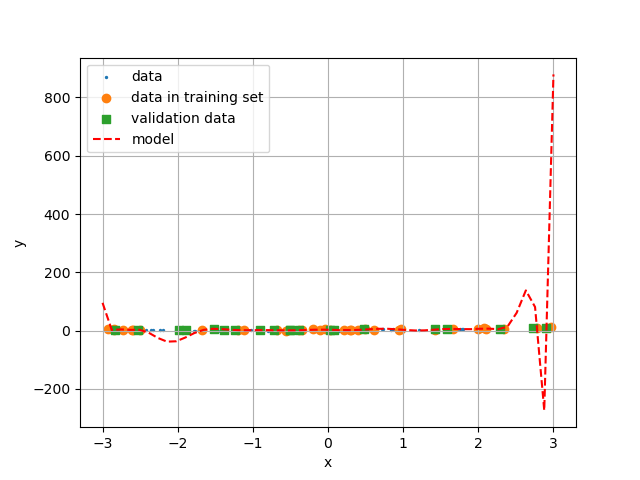 data
data in training set
validation data
model
800
600
400
200
0
−200
y
−3
−2
−1
0
1
2
3
x